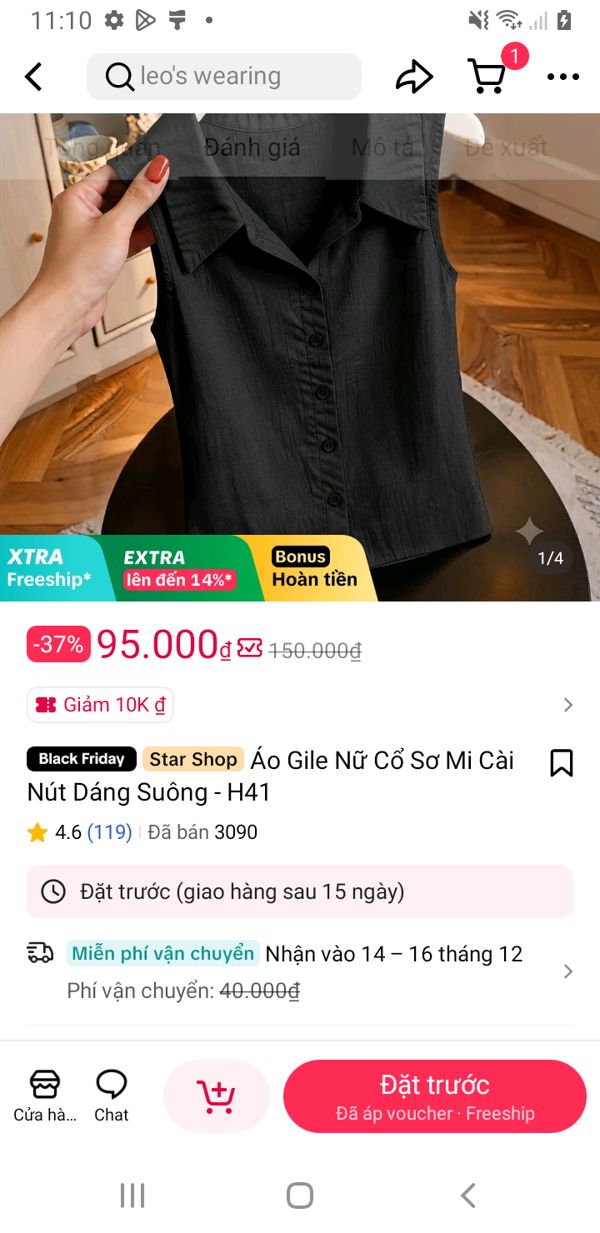 11:10
leo's wearing
1
Tổng quan Đánh giá Mô tả Đề xuất
XTRA
Freeship*
EXTRA
lên đến 14%*
Bonus
Hoàn tiền
1/4
-37% 95.000₫ 150.000₫
Giảm 10K ₫
Black Friday Star Shop Áo Gile Nữ Cổ Sơ Mi Cài
Nút Dáng Suông - H41
4.6 (119) Đã bán 3090
Đặt trước (giao hàng sau 15 ngày)
Miễn phí vận chuyển Nhận vào 14 – 16 tháng 12
Phí vận chuyển: 40.000₫
Cửa hà... Chat
Đặt trước
Đã áp voucher · Freeship